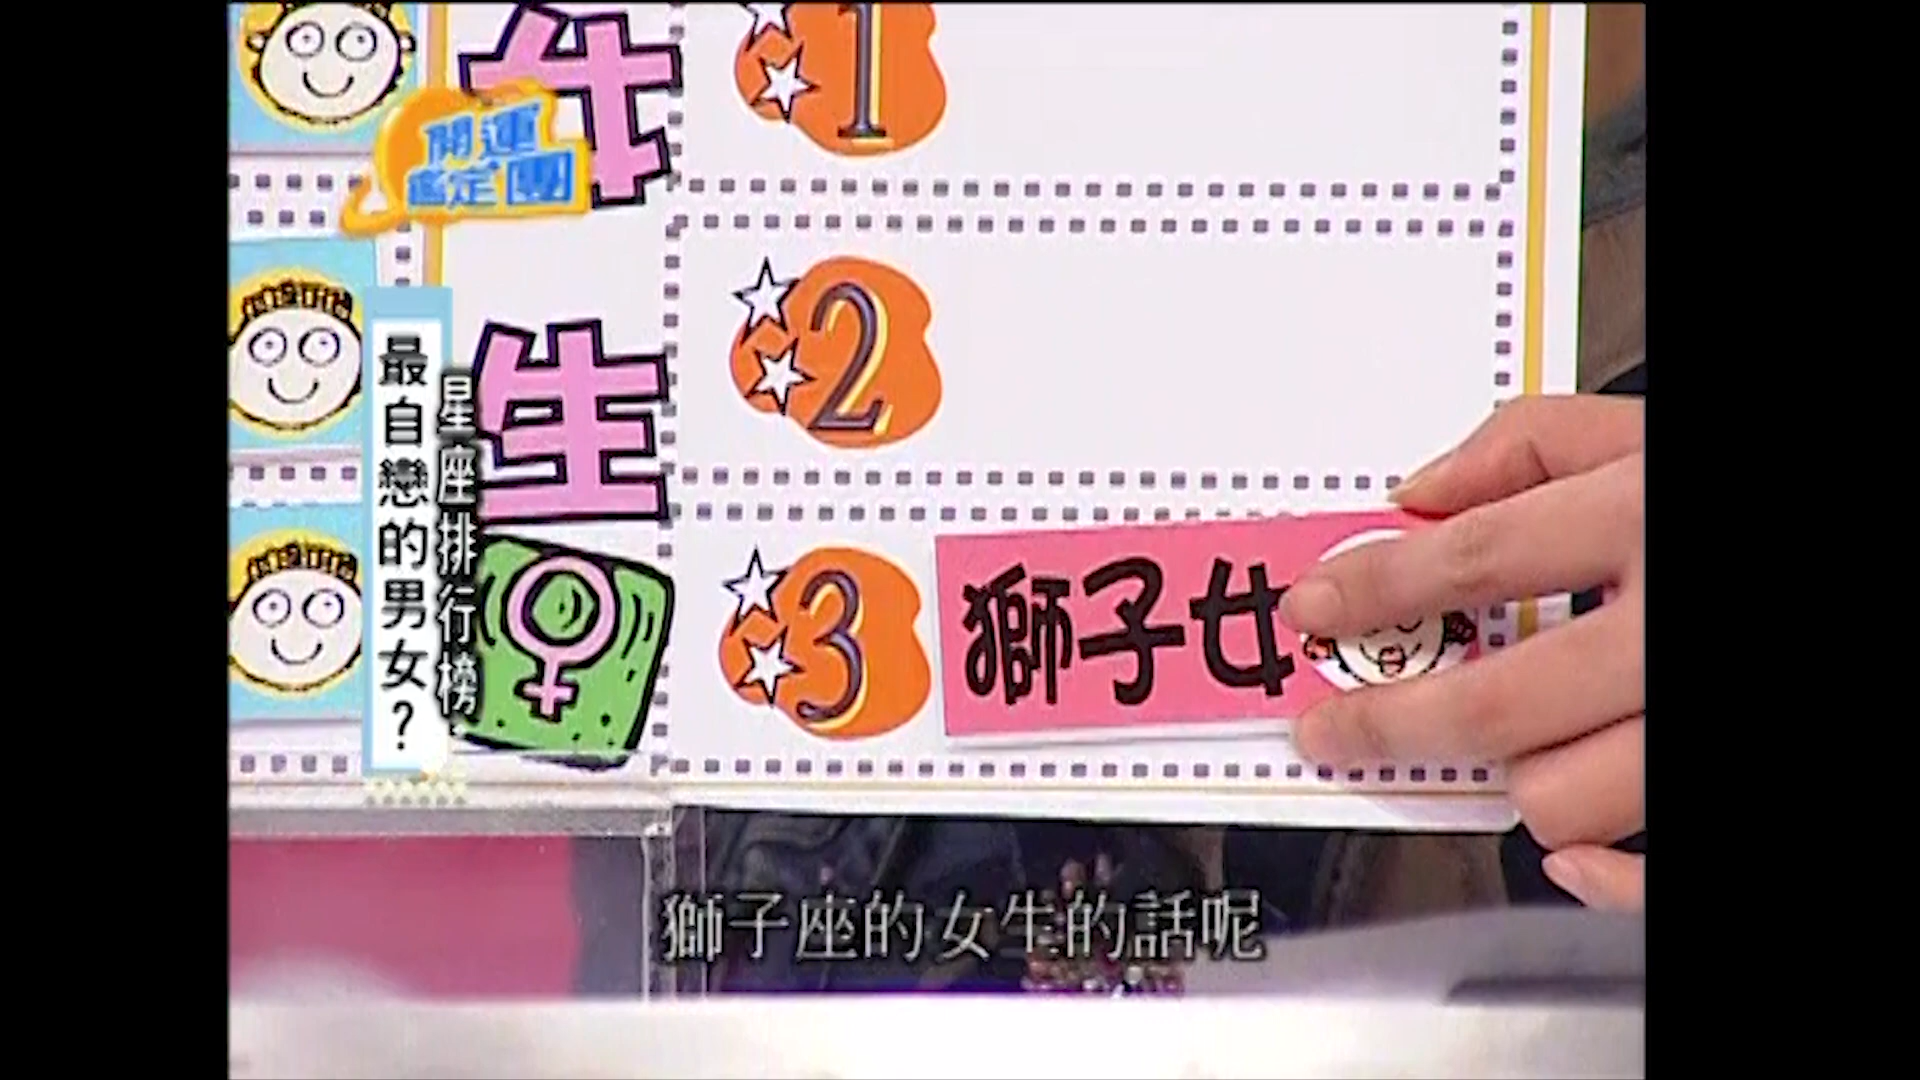 開運
鑑定團
星座排行榜.
最自戀的男女?
女
生
1
2
3
獅子女
獅子座的女生的話呢